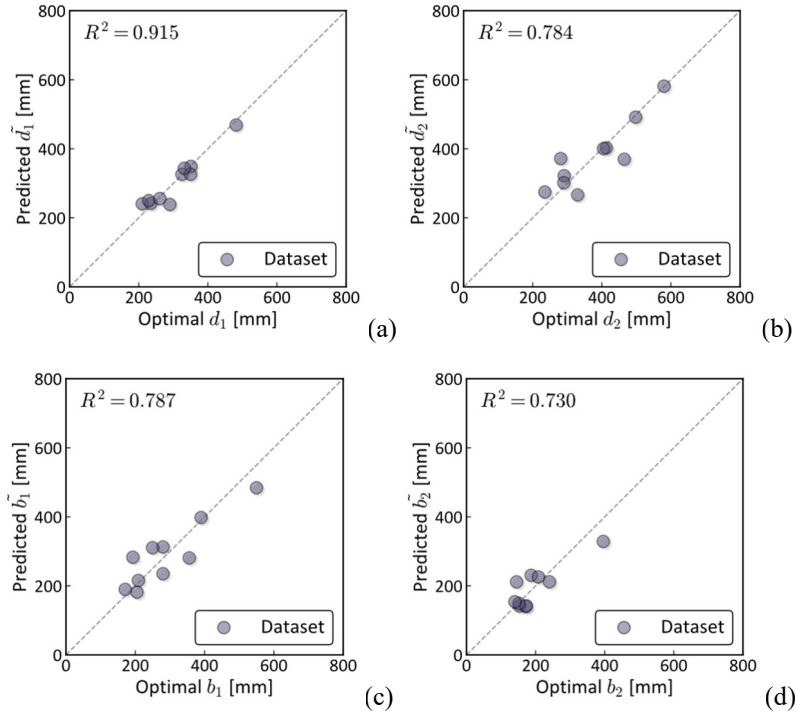 R² = 0.915
800
600
400
200
0
Predicted d̃₁ [mm]
Dataset
0 200 400 600 800
Optimal d₁ [mm]
(a)
R² = 0.784
800
600
400
200
0
Predicted d̃₂ [mm]
Dataset
0 200 400 600 800
Optimal d₂ [mm]
(b)
R² = 0.787
800
600
400
200
0
Predicted b̃₁ [mm]
Dataset
0 200 400 600 800
Optimal b₁ [mm]
(c)
R² = 0.730
800
600
400
200
0
Predicted b̃₂ [mm]
Dataset
0 200 400 600 800
Optimal b₂ [mm]
(d)